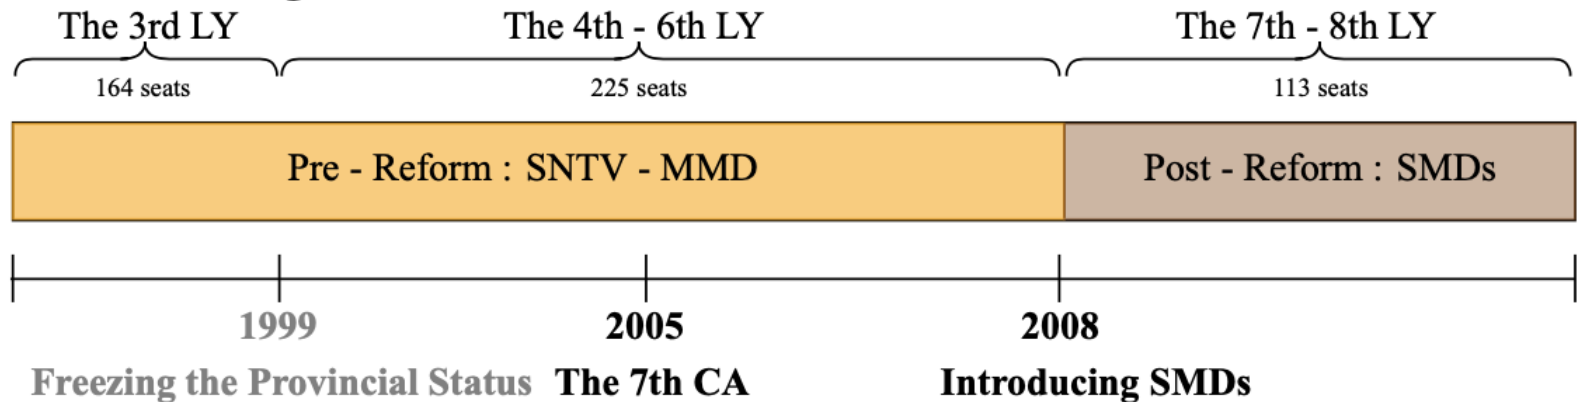 The 3rd LY
The 4th - 6th LY
The 7th - 8th LY
164 seats
225 seats
113 seats
Pre - Reform : SNTV - MMD
Post - Reform : SMDs
1999
2005
2008
Freezing the Provincial Status
The 7th CA
Introducing SMDs